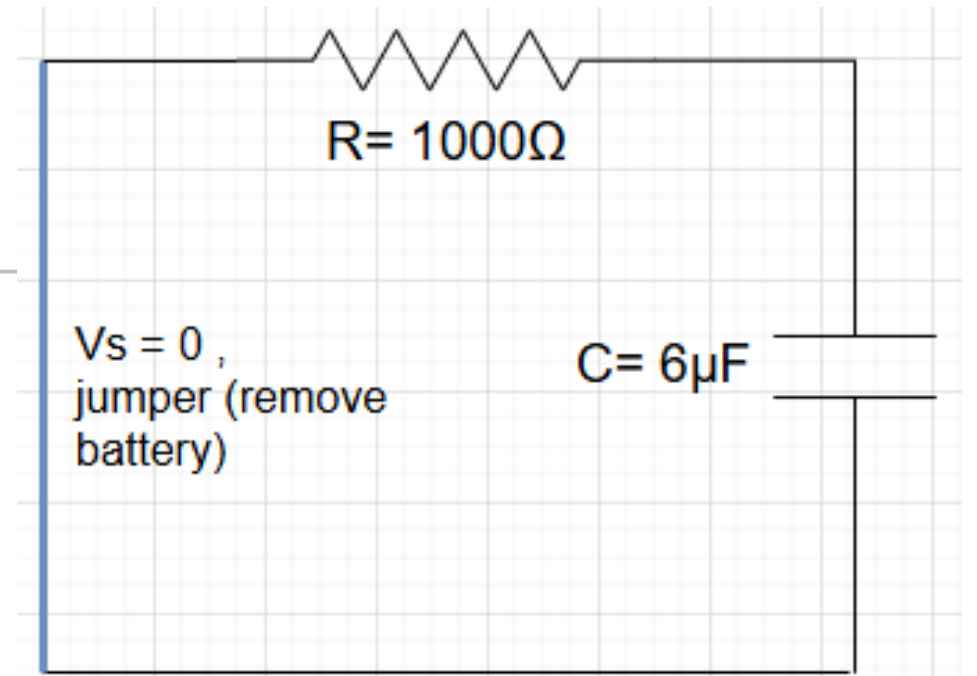 R= 1000Ω
Vs = 0 ,
jumper (remove
battery)
C= 6µF